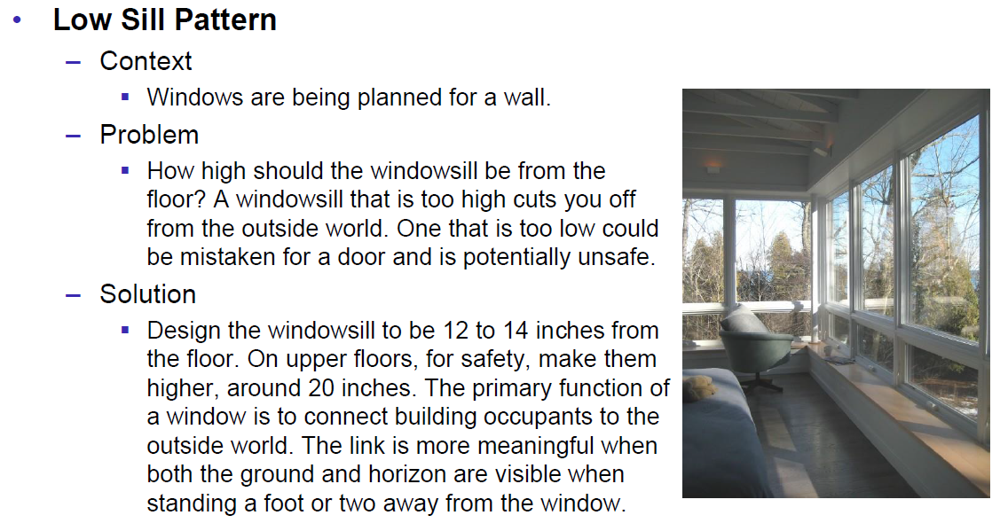 • Low Sill Pattern
– Context
▪ Windows are being planned for a wall.
– Problem
▪ How high should the windowsill be from the
floor? A windowsill that is too high cuts you off
from the outside world. One that is too low could
be mistaken for a door and is potentially unsafe.
– Solution
▪ Design the windowsill to be 12 to 14 inches from
the floor. On upper floors, for safety, make them
higher, around 20 inches. The primary function of
a window is to connect building occupants to the
outside world. The link is more meaningful when
both the ground and horizon are visible when
standing a foot or two away from the window.